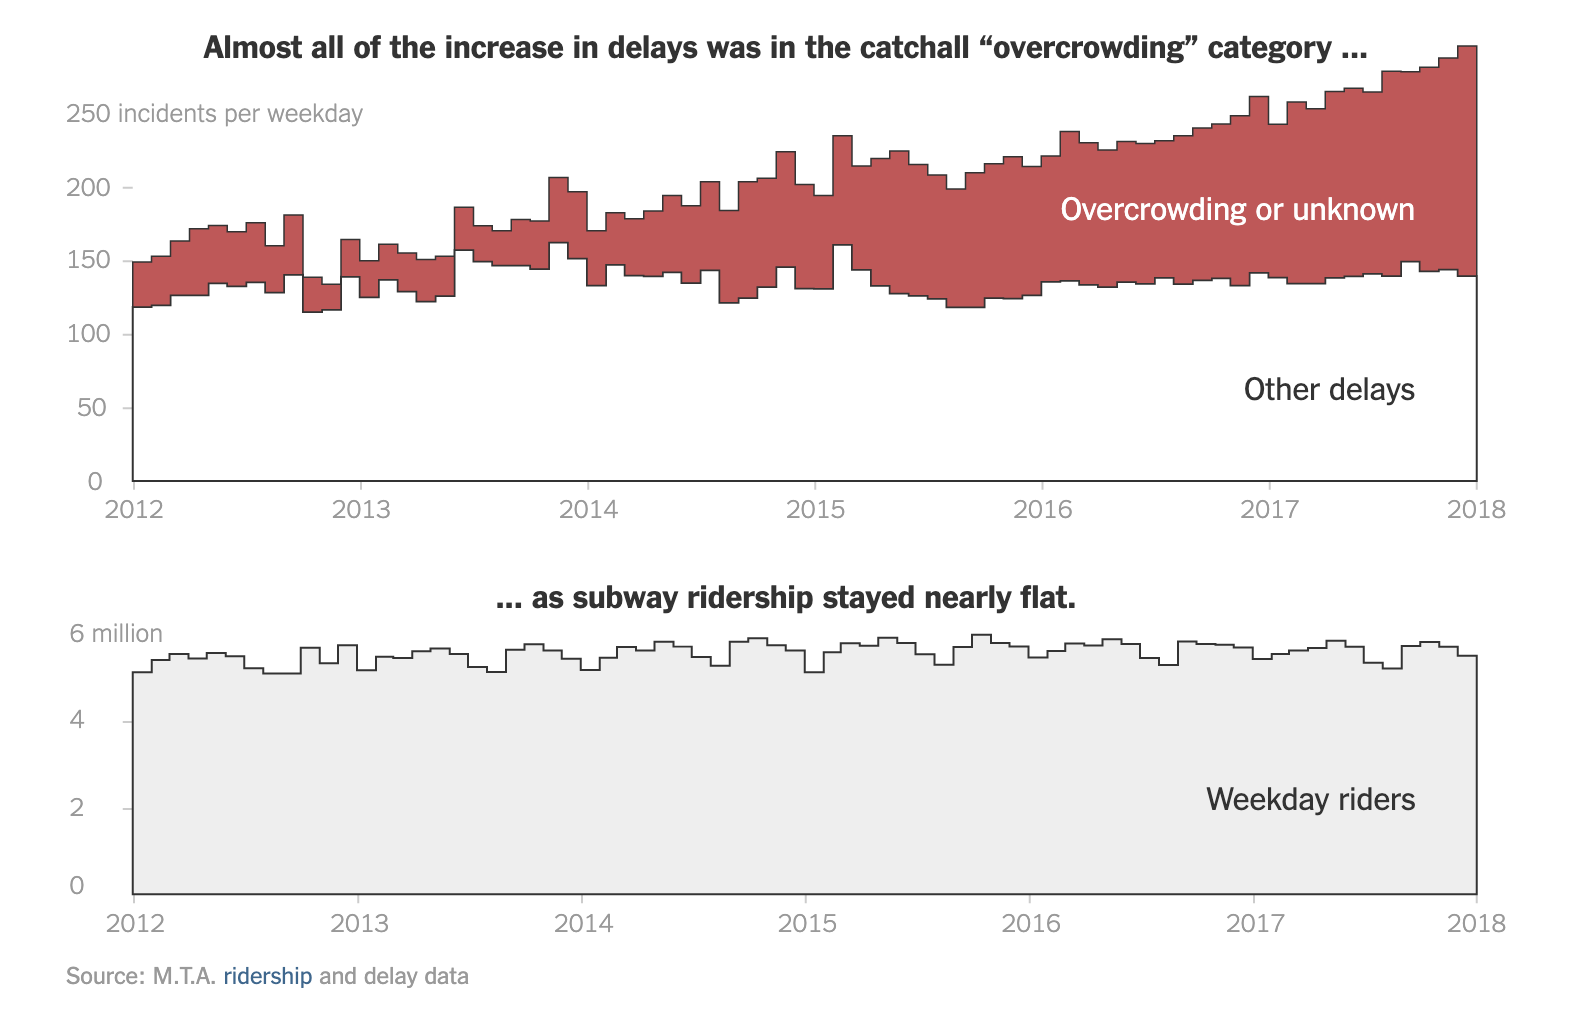 Almost all of the increase in delays was in the catchall “overcrowding” category ...
250 incidents per weekday
200
150
100
50
0
Overcrowding or unknown
Other delays
2012 2013 2014 2015 2016 2017 2018
... as subway ridership stayed nearly flat.
6 million
4
2
0
Weekday riders
2012 2013 2014 2015 2016 2017 2018
Source: M.T.A. ridership and delay data